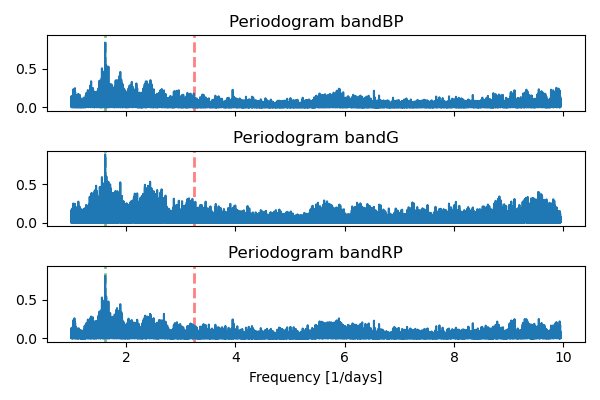 Periodogram bandBP
0.5
0.0
Periodogram bandG
0.5
0.0
Periodogram bandRP
0.5
0.0
2 4 6 8 10
Frequency [1/days]